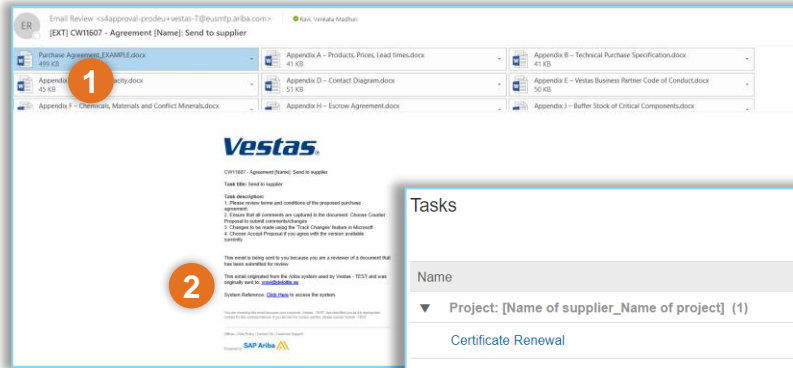 ER
Email Review <s4approval-prodeu+vestas-T@eusmtp.ariba.com>
Ravi, Venkata Madhuri
[EXT] CW11607 - Agreement [Name]: Send to supplier
Purchase Agreement_EXAMPLE.docx
499 KB
Appendix A – Products, Prices, Lead times.docx
41 KB
Appendix B – Technical Purchase Specification.docx
41 KB
1
Appendix
acity.docx
45 KB
Appendix D – Contact Diagram.docx
51 KB
Appendix E – Vestas Business Partner Code of Conduct.docx
50 KB
Appendix F – Chemicals, Materials and Conflict Minerals.docx
Appendix H – Escrow Agreement.docx
Appendix J – Buffer Stock of Critical Components.docx
Vestas.
CW11607 - Agreement [Name]: Send to supplier
Task title: Send to supplier
Task description:
1 .Please review terms and conditions of the proposed purchase
agreement
2. Ensure that all comments are captured in the document. Choose Counter
Proposal to submit comments/changes
3. Changes to be made using the 'Track Changes' feature in Microsoft
4. Choose Accept Proposal if you agree with the version available
currently
This email is being sent to you because you are a reviewer of a document that
has been submitted for review.
2
This email originated from the Ariba system used by Vestas - TEST and was
originally sent to:
System Reference: Click Here to access the system.
SAP Ariba
Tasks
Name
Project: [Name of supplier_Name of project] (1)
Certificate Renewal